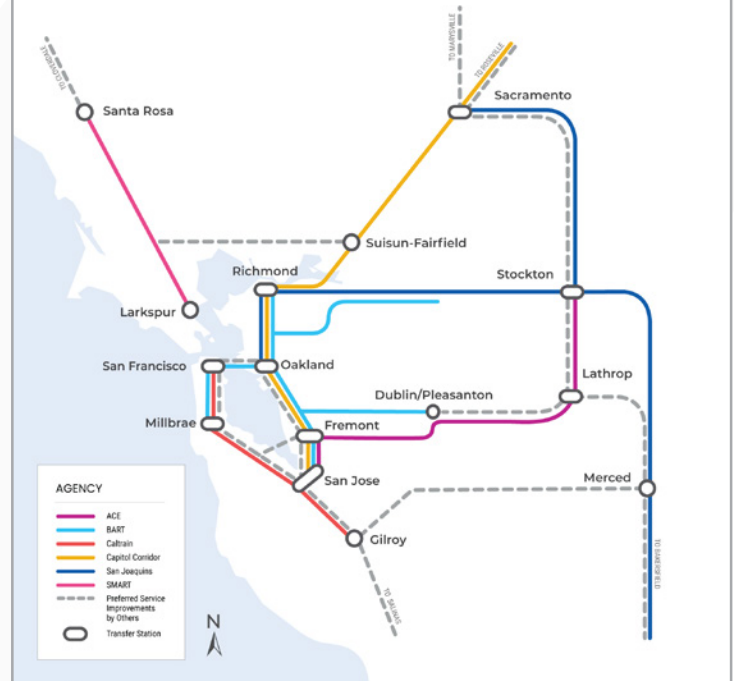 TO CLOVERDALE
TO MARYSVILLE
TO ROSEVILLE
Sacramento
Santa Rosa
Suisun-Fairfield
Richmond
Stockton
Larkspur
San Francisco
Oakland
Lathrop
Dublin/Pleasanton
Millbrae
Fremont
San Jose
Merced
Gilroy
TO BAKERSFIELD
TO SALINAS
AGENCY
ACE
BART
Caltrain
Capitol Corridor
San Joaquins
SMART
Preferred Service
Improvements
by Others
Transfer Station
N